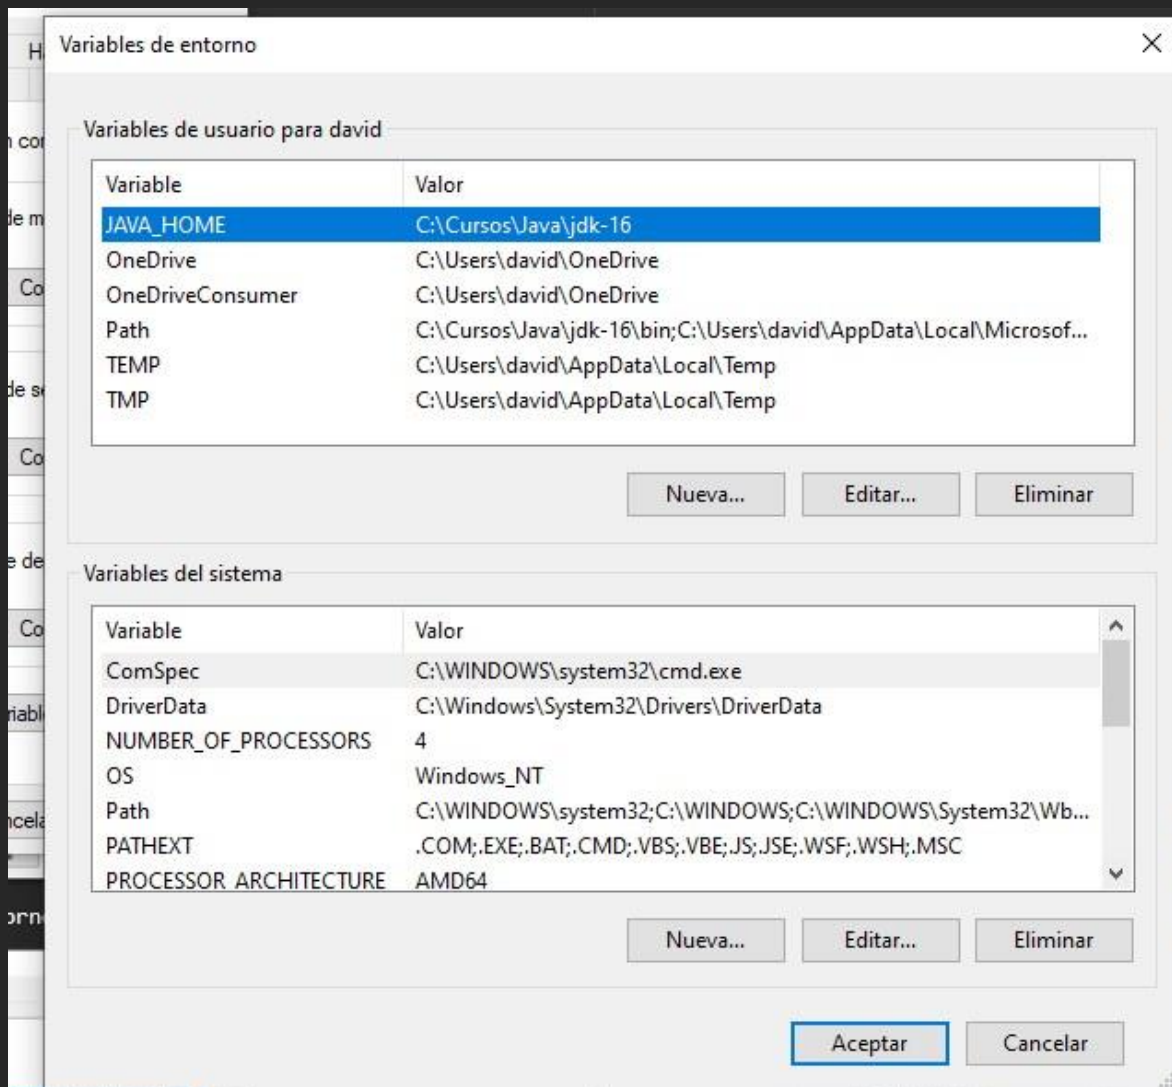 Variables de entorno
Variables de usuario para david
Variable Valor
JAVA_HOME C:\Cursos\Java\jdk-16
OneDrive C:\Users\david\OneDrive
OneDriveConsumer C:\Users\david\OneDrive
Path C:\Cursos\Java\jdk-16\bin;C:\Users\david\AppData\Local\Microsof...
TEMP C:\Users\david\AppData\Local\Temp
TMP C:\Users\david\AppData\Local\Temp
Nueva... Editar... Eliminar
Variables del sistema
Variable Valor
ComSpec C:\WINDOWS\system32\cmd.exe
DriverData C:\Windows\System32\Drivers\DriverData
NUMBER_OF_PROCESSORS 4
OS Windows_NT
Path C:\WINDOWS\system32;C:\WINDOWS;C:\WINDOWS\System32\Wb...
PATHEXT .COM;.EXE;.BAT;.CMD;.VBS;.VBE;.JS;.JSE;.WSF;.WSH;.MSC
PROCESSOR_ARCHITECTURE AMD64
Nueva... Editar... Eliminar
Aceptar Cancelar